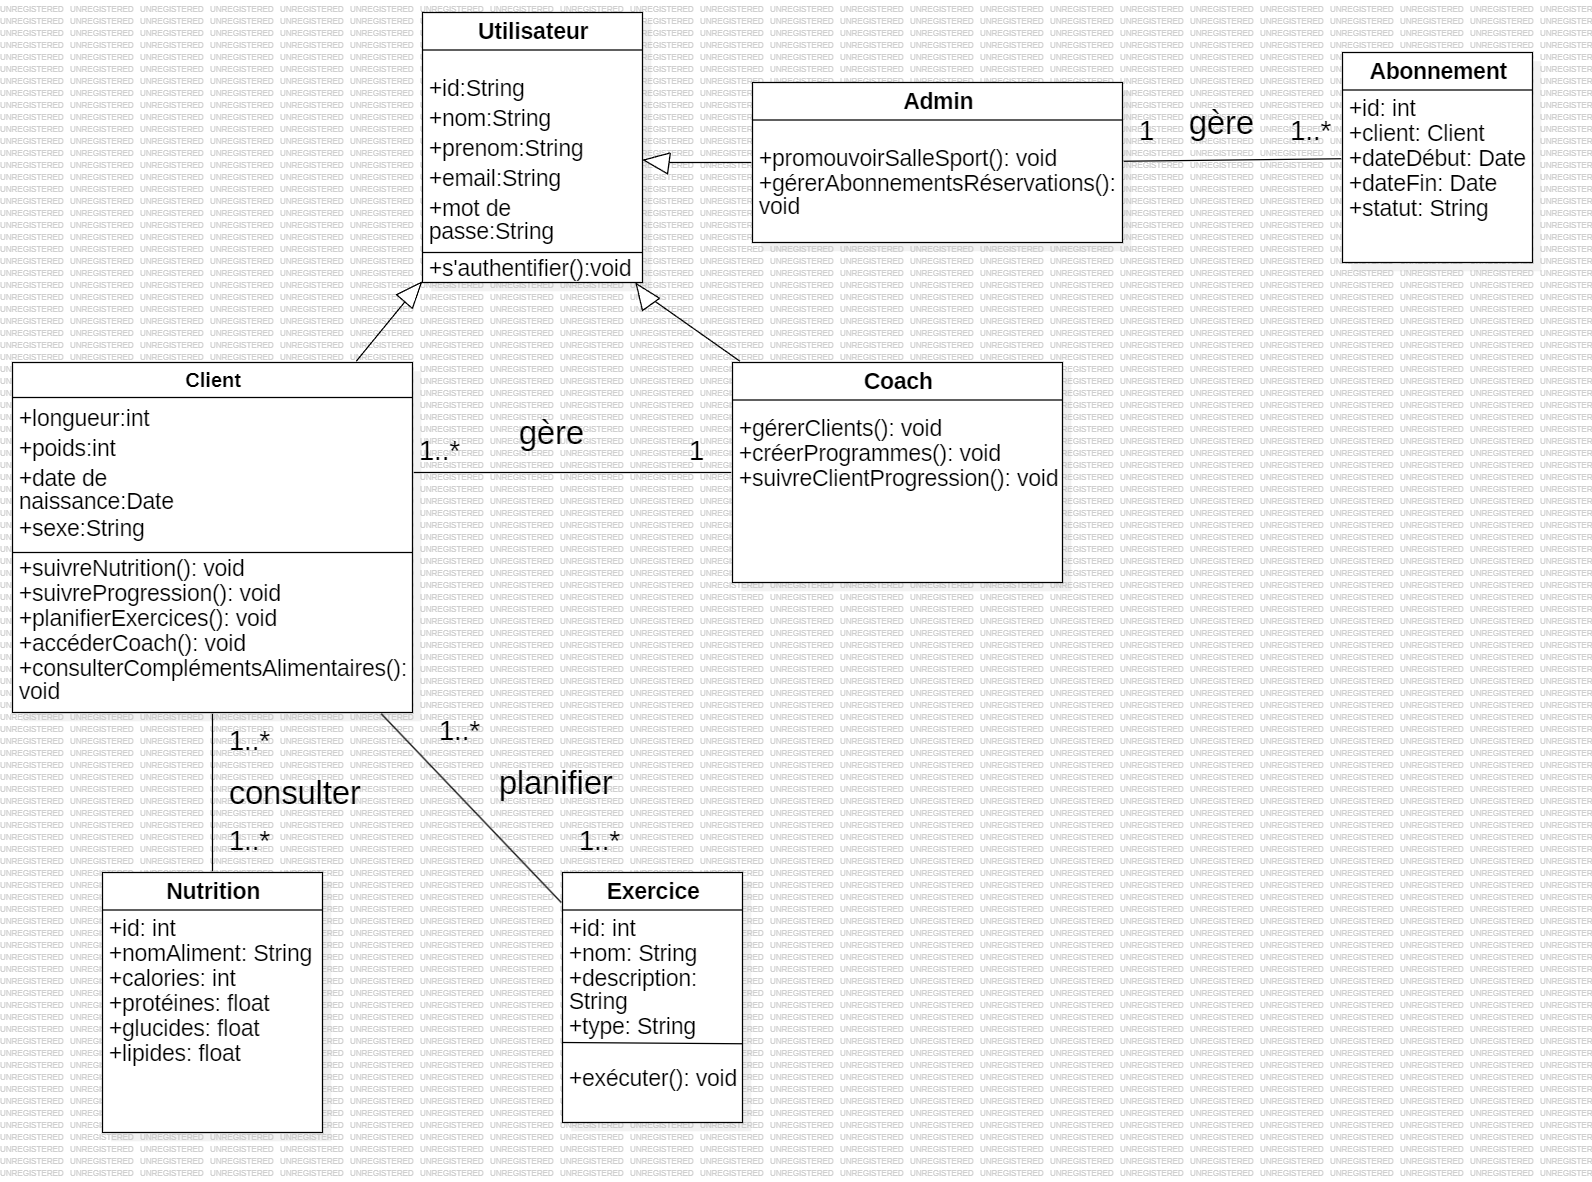 Utilisateur
+id:String
+nom:String
+prenom:String
+email:String
+mot de
passe:String
+s'authentifier():void
Admin
+promouvoirSalleSport(): void
+gérerAbonnementsRéservations():
void
1
gère
1..*
Abonnement
+id: int
+client: Client
+dateDébut: Date
+dateFin: Date
+statut: String
Client
+longueur:int
+poids:int
+date de
naissance:Date
+sexe:String
+suivreNutrition(): void
+suivreProgression(): void
+planifierExercices(): void
+accéderCoach(): void
+consulterComplémentsAlimentaires():
void
1..*
gère
1
Coach
+gérerClients(): void
+créerProgrammes(): void
+suivreClientProgression(): void
1..*
consulter
1..*
1..*
planifier
1..*
Nutrition
+id: int
+nomAliment: String
+calories: int
+protéines: float
+glucides: float
+lipides: float
Exercice
+id: int
+nom: String
+description:
String
+type: String
+exécuter(): void
UNREGISTERED